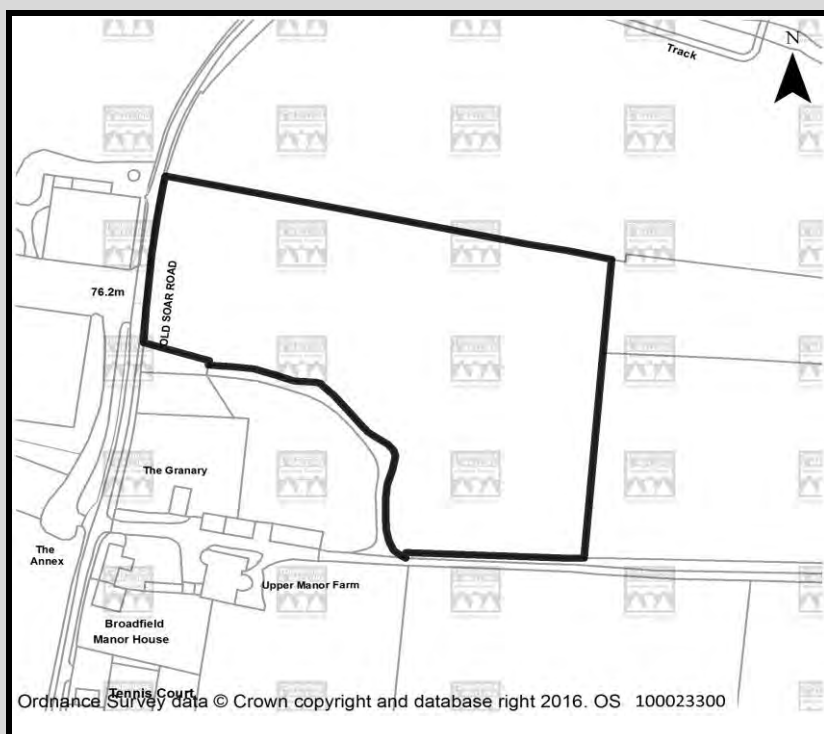 Track
N
OLD SOAR ROAD
76.2m
The Granary
The
Annex
Upper Manor Farm
Broadfield
Manor House
Tennis Court
Ordnance Survey data © Crown copyright and database right 2016. OS 100023300